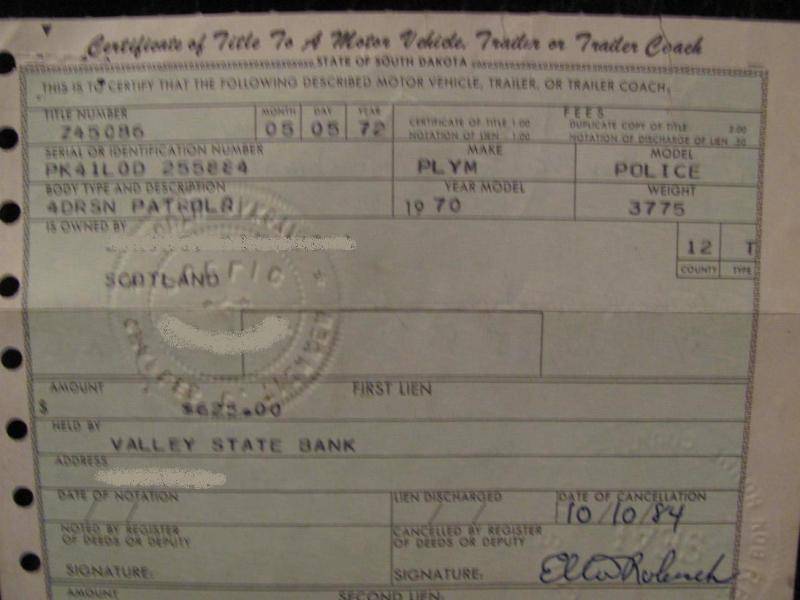 Certificate of Title To A Motor Vehicle, Trailer or Trailer Coach
STATE OF SOUTH DAKOTA
THIS IS TO CERTIFY THAT THE FOLLOWING DESCRIBED MOTOR VEHICLE, TRAILER, OR TRAILER COACH,
TITLE NUMBER MONTH DAY YEAR FEES
245086 05 05 72
CERTIFICATE OF TITLE 1.00 DUPLICATE COPY OF TITLE 2.00
NOTATION OF LIEN 1.00 NOTATION OF DISCHARGE OF LIEN .50
SERIAL OR IDENTIFICATION NUMBER MAKE MODEL
PK41L0D 255884 PLYM POLICE
BODY TYPE AND DESCRIPTION YEAR MODEL WEIGHT
4DRSN PATROL 1970 3775
IS OWNED BY
12 T
COUNTY TYPE
SCOTLAND
AMOUNT FIRST LIEN
$ $625.00
HELD BY
VALLEY STATE BANK
ADDRESS
DATE OF NOTATION LIEN DISCHARGED DATE OF CANCELLATION
/ / / / 10/10/84
NOTED BY REGISTER CANCELLED BY REGISTER
OF DEEDS OR DEPUTY OF DEEDS OR DEPUTY
SIGNATURE: SIGNATURE:
AMOUNT SECOND LIEN